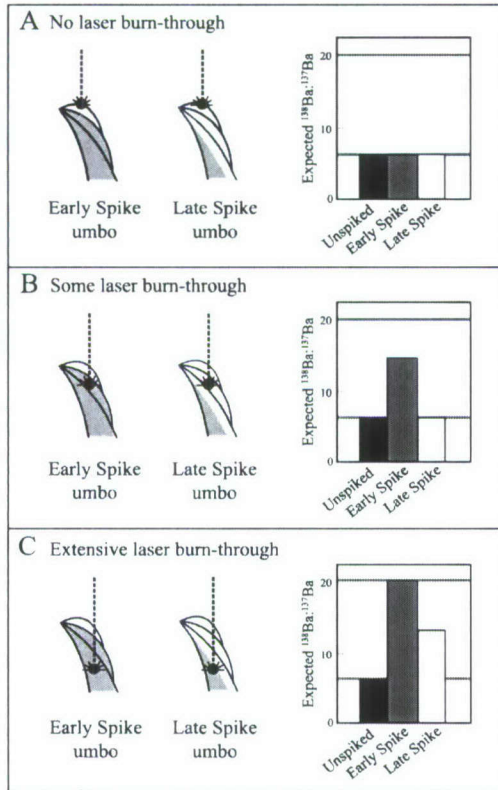 A No laser burn-through
Early Spike
umbo
Late Spike
umbo
Expected ¹³⁸Ba:¹³⁷Ba
20
10
0
Unspiked
Early Spike
Late Spike
B Some laser burn-through
Early Spike
umbo
Late Spike
umbo
Expected ¹³⁸Ba:¹³⁷Ba
20
10
0
Unspiked
Early Spike
Late Spike
C Extensive laser burn-through
Early Spike
umbo
Late Spike
umbo
Expected ¹³⁸Ba:¹³⁷Ba
20
10
0
Unspiked
Early Spike
Late Spike